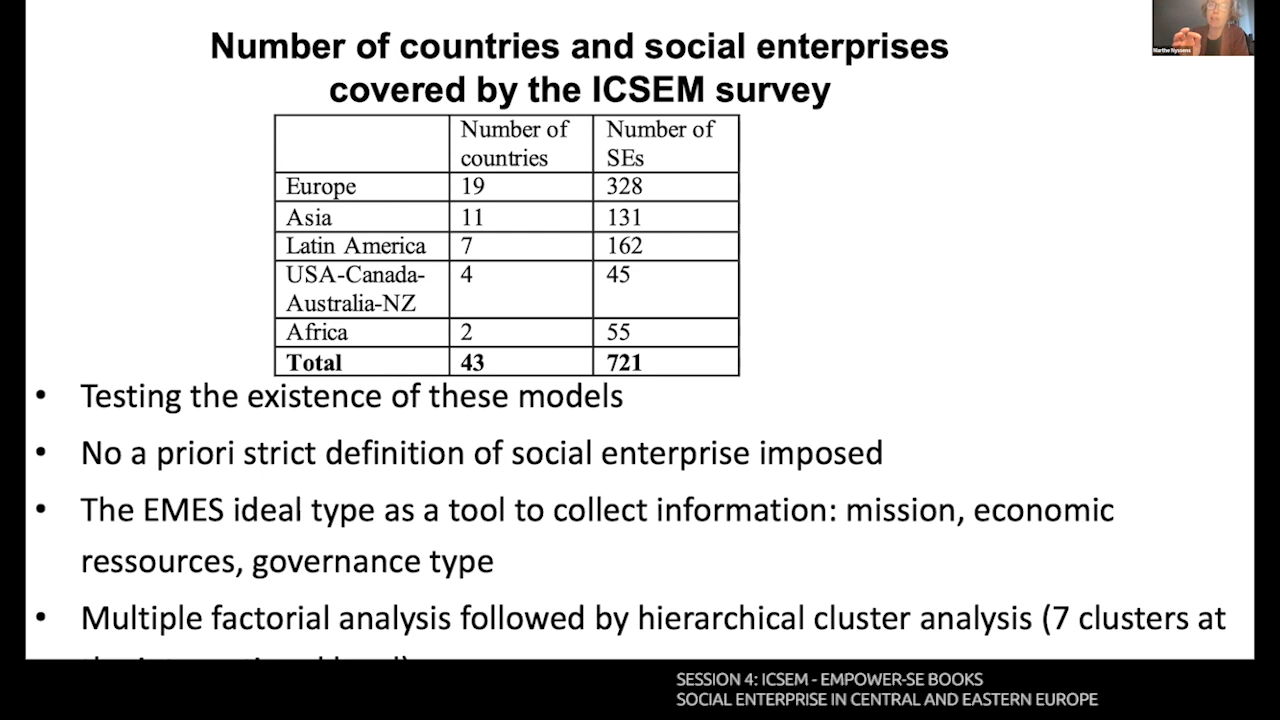 Number of countries and social enterprises
covered by the ICSEM survey
Number of countries Number of SEs
Europe 19 328
Asia 11 131
Latin America 7 162
USA-Canada-Australia-NZ 4 45
Africa 2 55
Total 43 721
• Testing the existence of these models
• No a priori strict definition of social enterprise imposed
• The EMES ideal type as a tool to collect information: mission, economic
ressources, governance type
• Multiple factorial analysis followed by hierarchical cluster analysis (7 clusters at
Marthe Nyssens
SESSION 4: ICSEM - EMPOWER-SE BOOKS
SOCIAL ENTERPRISE IN CENTRAL AND EASTERN EUROPE